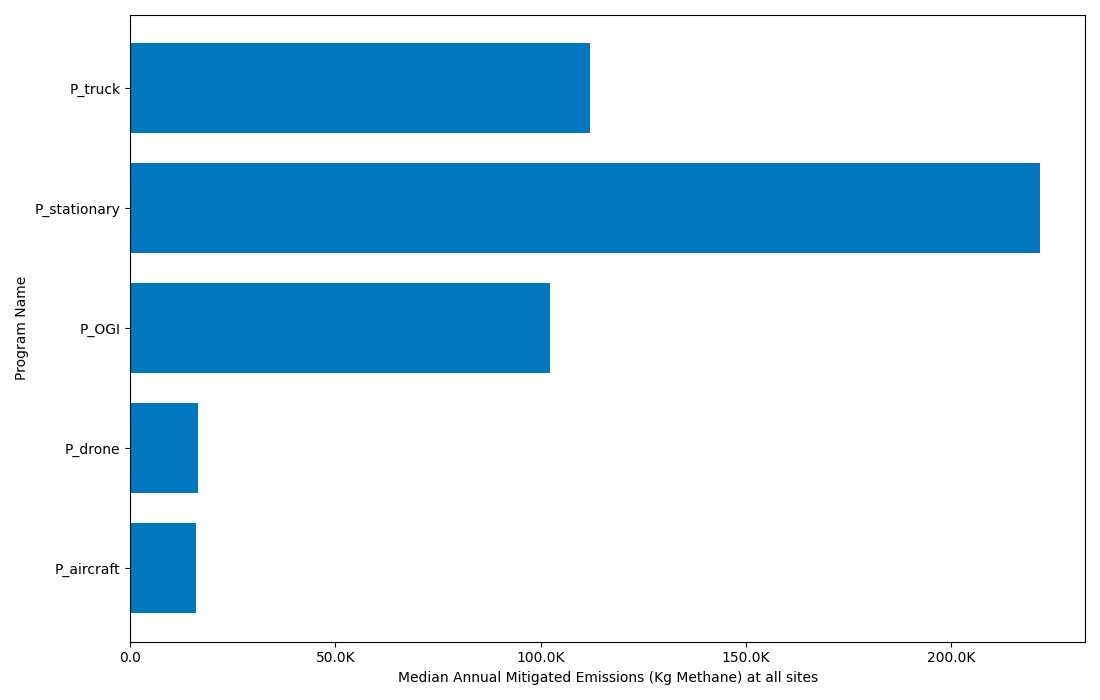 P_truck
P_stationary
P_OGI
P_drone
P_aircraft
Program Name
0.0 50.0K 100.0K 150.0K 200.0K
Median Annual Mitigated Emissions (Kg Methane) at all sites